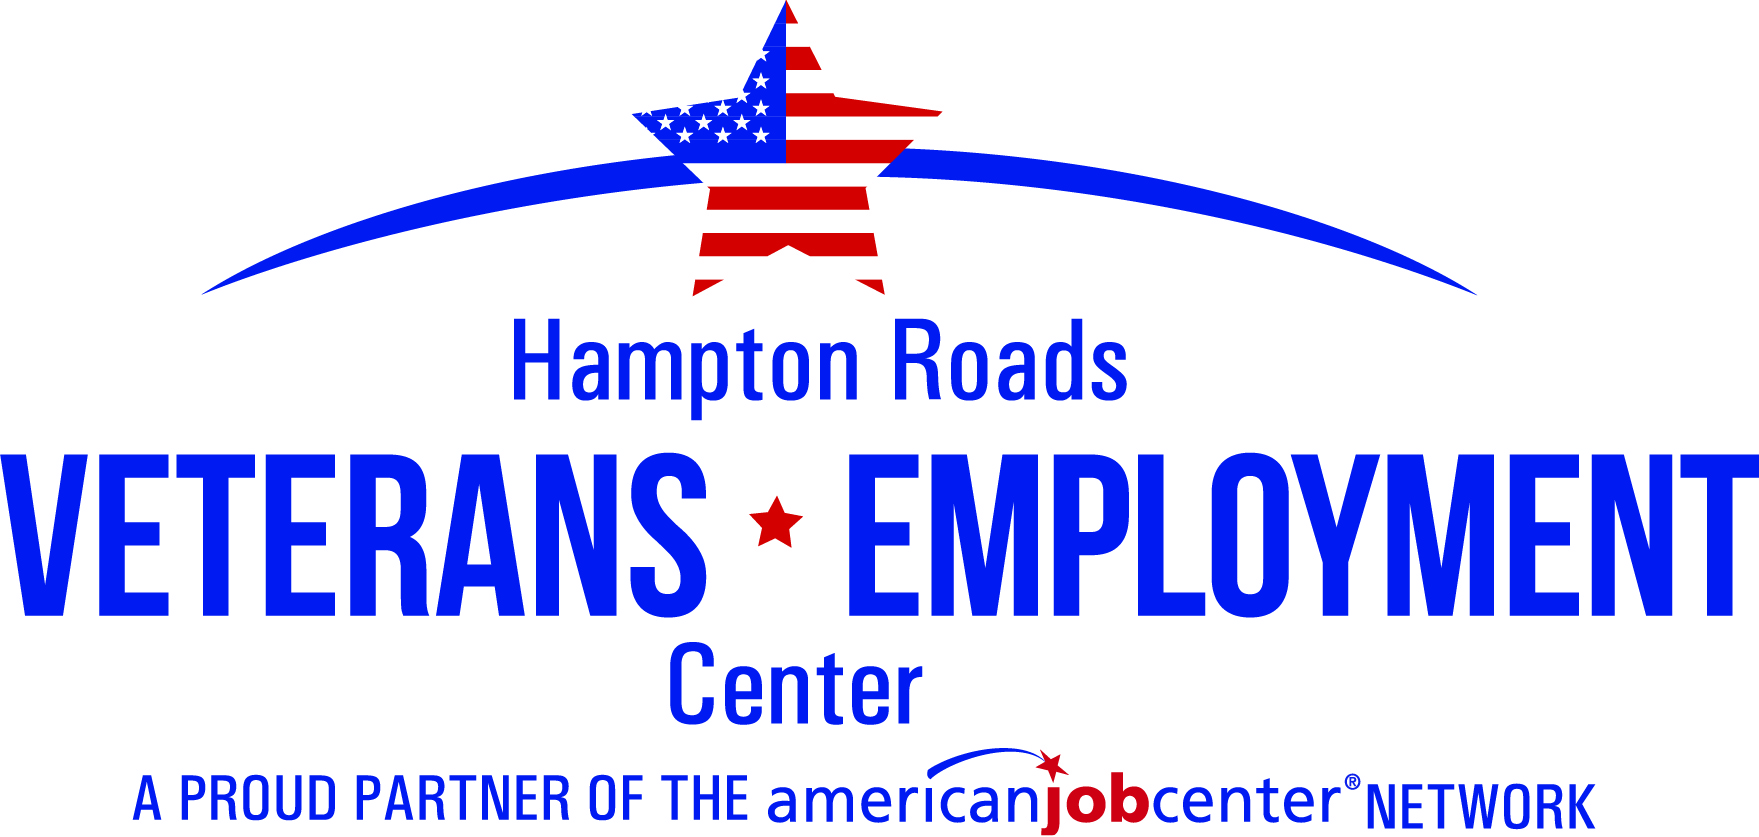 Hampton Roads
VETERANS EMPLOYMENT
Center
A PROUD PARTNER OF THE americanjobcenter® NETWORK